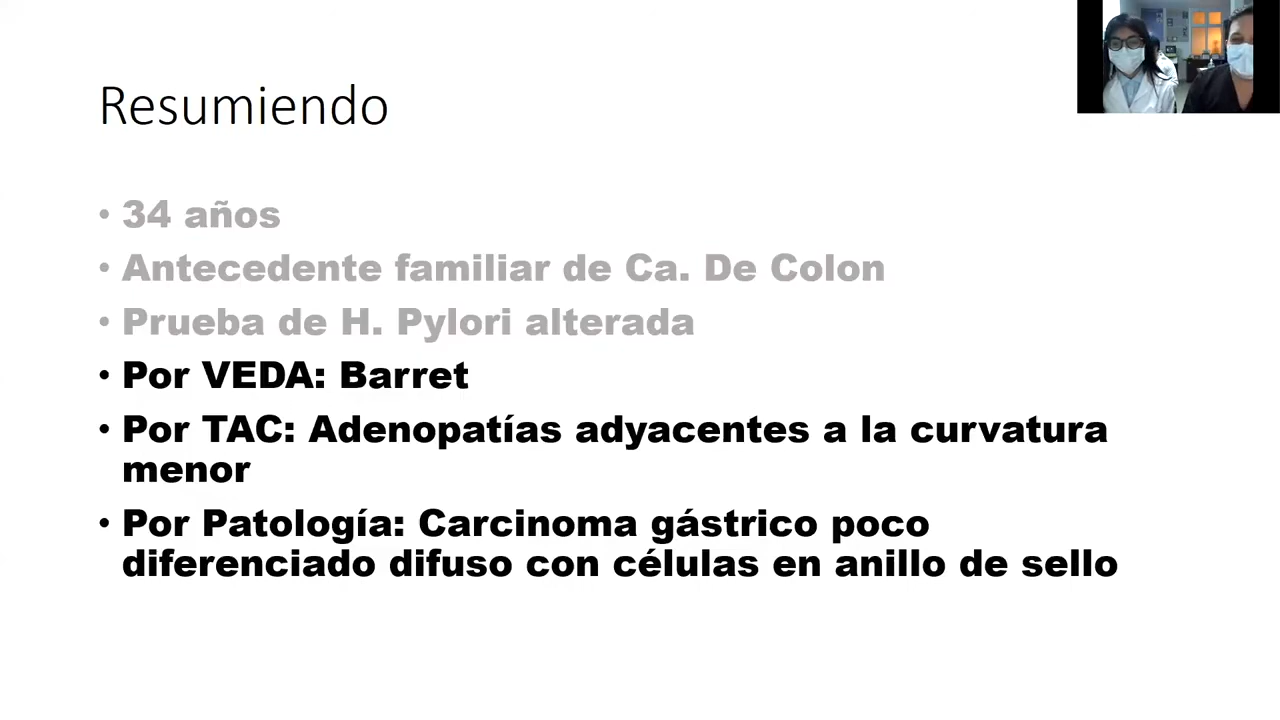 Resumiendo
• 34 años
• Antecedente familiar de Ca. De Colon
• Prueba de H. Pylori alterada
• Por VEDA: Barret
• Por TAC: Adenopatías adyacentes a la curvatura
menor
• Por Patología: Carcinoma gástrico poco
diferenciado difuso con células en anillo de sello